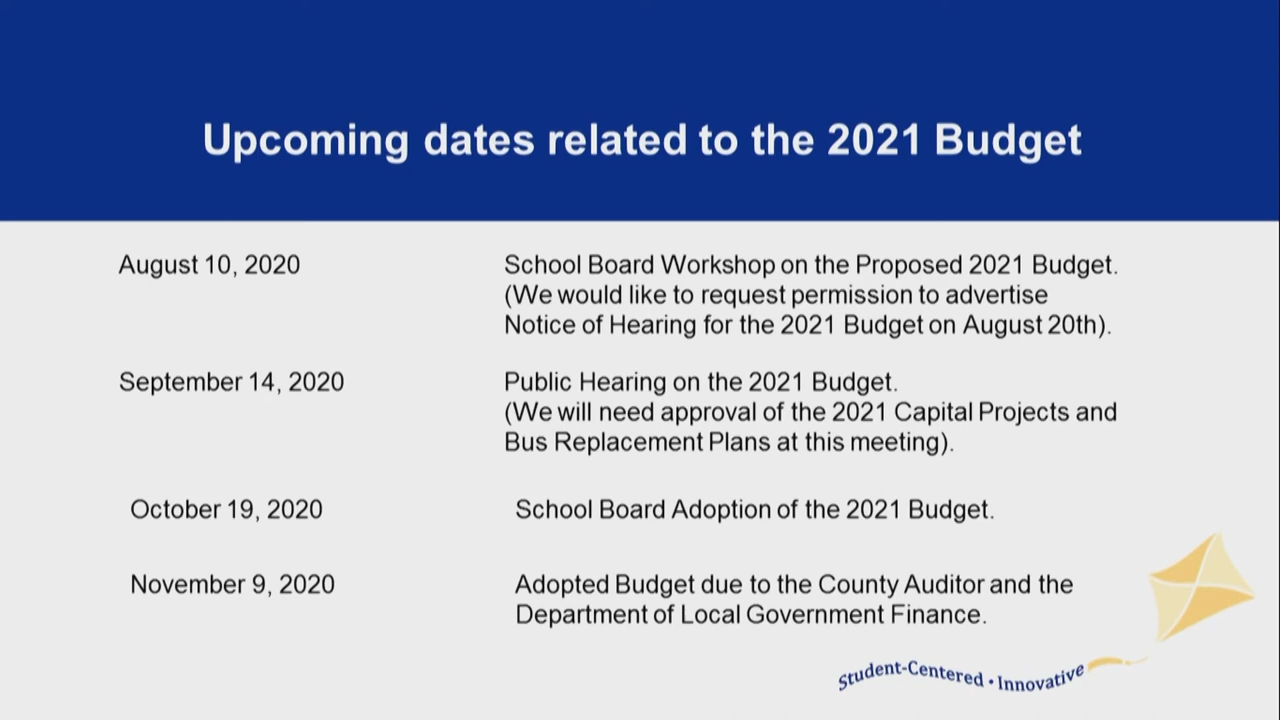 Upcoming dates related to the 2021 Budget
August 10, 2020
School Board Workshop on the Proposed 2021 Budget.
(We would like to request permission to advertise
Notice of Hearing for the 2021 Budget on August 20th).
September 14, 2020
Public Hearing on the 2021 Budget.
(We will need approval of the 2021 Capital Projects and
Bus Replacement Plans at this meeting).
October 19, 2020
School Board Adoption of the 2021 Budget.
November 9, 2020
Adopted Budget due to the County Auditor and the
Department of Local Government Finance.
Student-Centered • Innovative